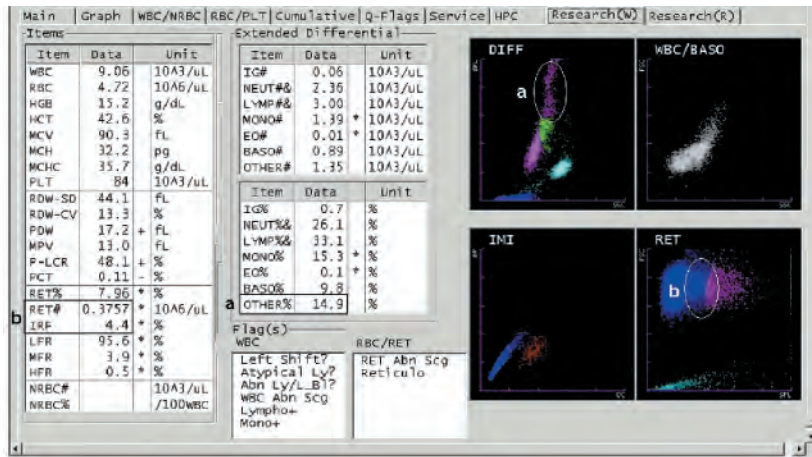 Main Graph WBC/NRBC RBC/PLT Cumulative Q-Flags Service HPC Research(W) Research(R)
Items
Item Data Unit
WBC 9.06 10^3/uL
RBC 4.72 10^6/uL
HGB 15.2 g/dL
HCT 42.6 %
MCV 90.3 fL
MCH 32.2 pg
MCHC 35.7 g/dL
PLT 84 10^3/uL
RDW-SD 44.1 fL
RDW-CV 13.3 %
PDW 17.2 + fL
MPV 13.0 fL
P-LCR 48.1 + %
PCT 0.11 - %
RET% 7.96 * %
b RET# 0.3757 * 10^6/uL
IRF 4.4 * %
LFR 95.6 * %
MFR 3.9 * %
HFR 0.5 * %
NRBC# 10^3/uL
NRBC% /100WBC
Extended Differential
Item Data Unit
IG# 0.06 10^3/uL
NEUT#& 2.36 10^3/uL
LYMP#& 3.00 10^3/uL
MONO# 1.39 * 10^3/uL
EO# 0.01 * 10^3/uL
BASO# 0.89 10^3/uL
OTHER# 1.35 10^3/uL
Item Data Unit
IG% 0.7 %
NEUT%& 26.1 %
LYMP%& 33.1 %
MONO% 15.3 * %
EO% 0.1 * %
BASO% 9.8 %
a OTHER% 14.9 %
Flag(s)
WBC
Left Shift?
Atypical Ly?
Abn Ly/L_Bl?
WBC Abn Scg
Lympho+
Mono+
RBC/RET
RET Abn Scg
Reticulo
DIFF
a
WBC/BASO
IMI
RET
b